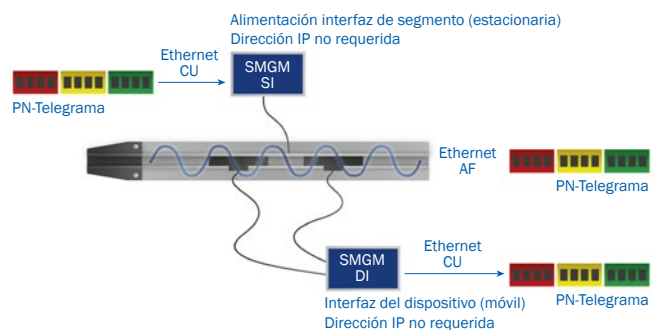 Alimentación interfaz de segmento (estacionaria)
Dirección IP no requerida
Ethernet
CU
SMGM
SI
PN-Telegrama
Ethernet
AF
PN-Telegrama
SMGM
DI
Ethernet
CU
PN-Telegrama
Interfaz del dispositivo (móvil)
Dirección IP no requerida